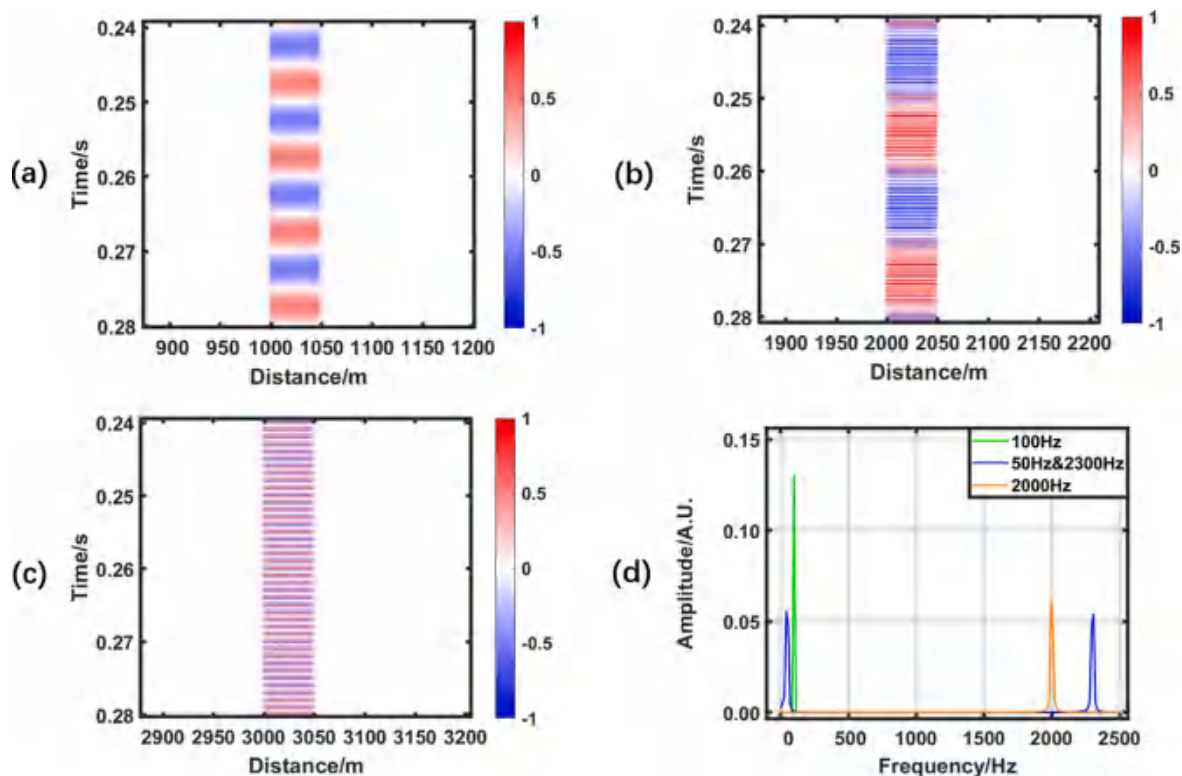 (a)
Time/s
0.24
0.25
0.26
0.27
0.28
900 950 1000 1050 1100 1150 1200
Distance/m
1
0.5
0
-0.5
-1
(b)
Time/s
0.24
0.25
0.26
0.27
0.28
1900 1950 2000 2050 2100 2150 2200
Distance/m
1
0.5
0
-0.5
-1
(c)
Time/s
0.24
0.25
0.26
0.27
0.28
2900 2950 3000 3050 3100 3150 3200
Distance/m
1
0.5
0
-0.5
-1
(d)
Amplitude/A.U.
0.15
0.10
0.05
0.00
0 500 1000 1500 2000 2500
Frequency/Hz
100Hz
50Hz&2300Hz
2000Hz